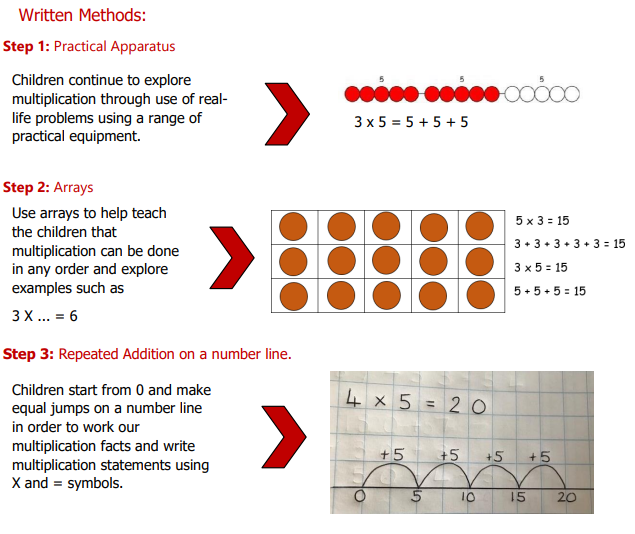 Written Methods:
Step 1: Practical Apparatus
Children continue to explore
multiplication through use of real-
life problems using a range of
practical equipment.
5 5 5
3 x 5 = 5 + 5 + 5
Step 2: Arrays
Use arrays to help teach
the children that
multiplication can be done
in any order and explore
examples such as
3 X ... = 6
5 x 3 = 15
3 + 3 + 3 + 3 + 3 = 15
3 x 5 = 15
5 + 5 + 5 = 15
Step 3: Repeated Addition on a number line.
Children start from 0 and make
equal jumps on a number line
in order to work our
multiplication facts and write
multiplication statements using
X and = symbols.
4 x 5 = 20
+5 +5 +5 +5
0 5 10 15 20